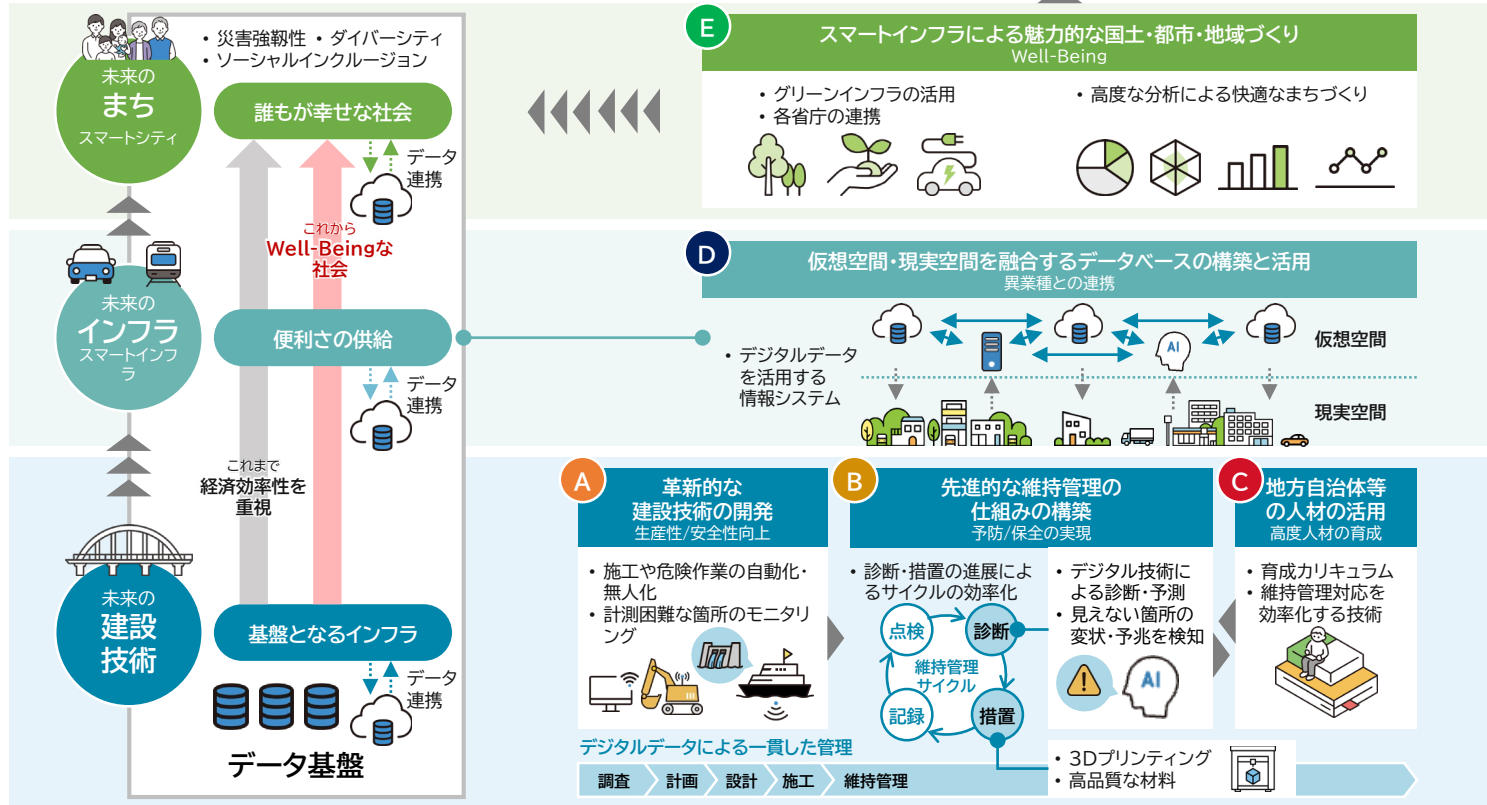 ・ 災害強靭性 ・ ダイバーシティ
・ ソーシャルインクルージョン
未来の
まち
スマートシティ
誰もが幸せな社会
データ
連携
これから
Well-Beingな
社会
未来の
インフラ
スマートインフ
ラ
便利さの供給
データ
連携
これまで
経済効率性を
重視
未来の
建設
技術
基盤となるインフラ
データ
連携
データ基盤
E
スマートインフラによる魅力的な国土・都市・地域づくり
Well-Being
• グリーンインフラの活用
• 各省庁の連携
• 高度な分析による快適なまちづくり
D
仮想空間・現実空間を融合するデータベースの構築と活用
異業種との連携
• デジタルデータ
を活用する
情報システム
AI
仮想空間
現実空間
A
革新的な
建設技術の開発
生産性/安全性向上
• 施工や危険作業の自動化・
無人化
• 計測困難な箇所のモニタリ
ング
B
先進的な維持管理の
仕組みの構築
予防/保全の実現
• 診断・措置の進展によ
るサイクルの効率化
点検
診断
維持管理
サイクル
記録
措置
• デジタル技術に
よる診断・予測
• 見えない箇所の
変状・予兆を検知
!
AI
• 3Dプリンティング
• 高品質な材料
C
地方自治体等
の人材の活用
高度人材の育成
• 育成カリキュラム
• 維持管理対応を
効率化する技術
デジタルデータによる一貫した管理
調査
計画
設計
施工
維持管理